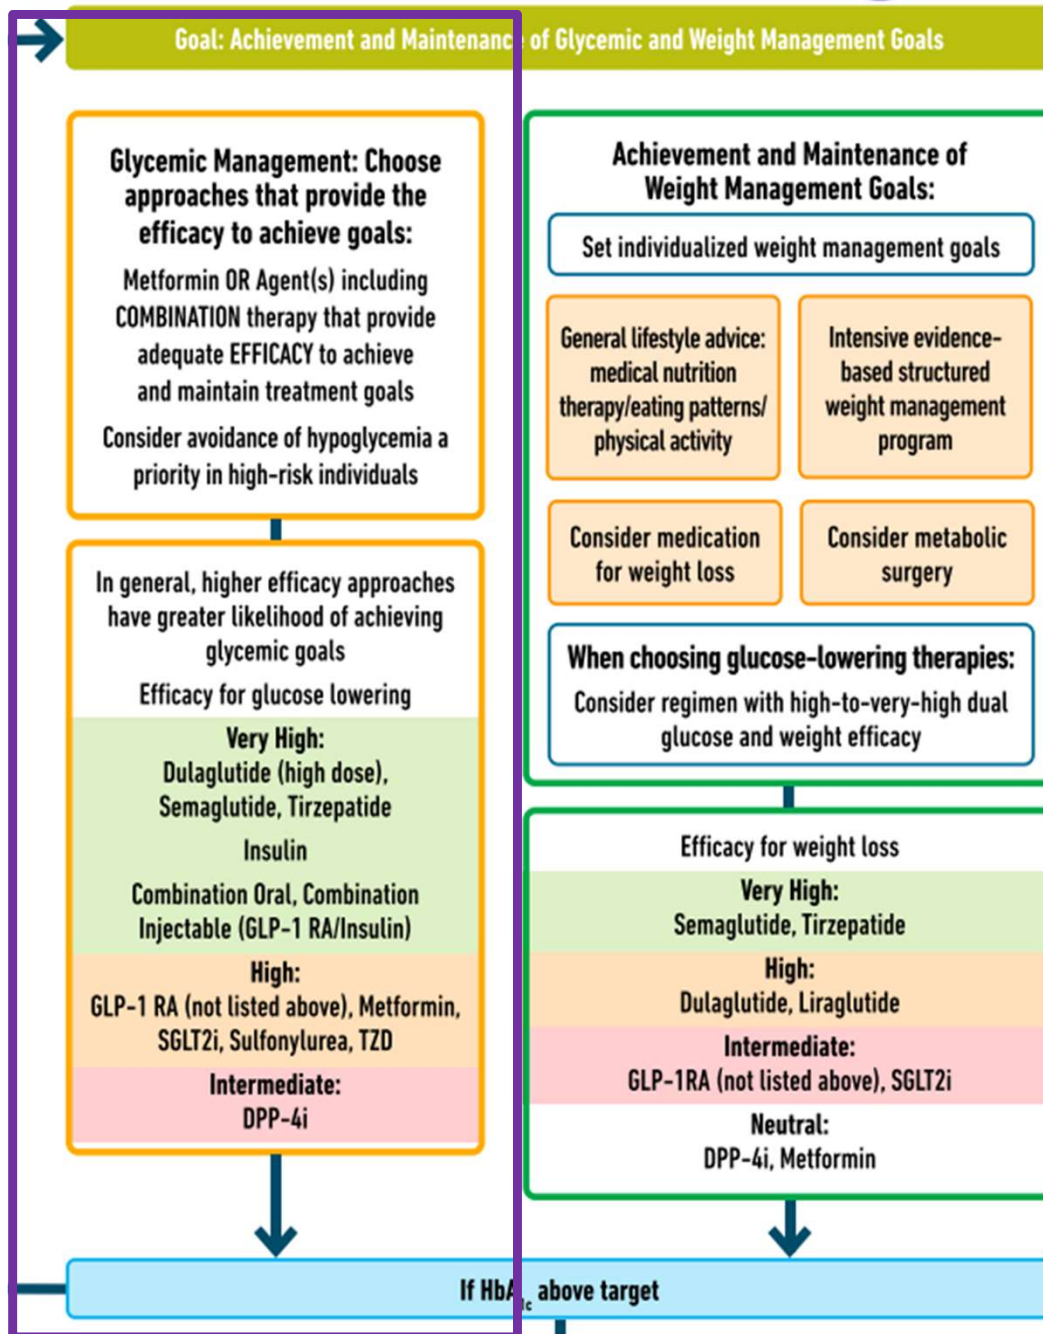 Goal: Achievement and Maintenance of Glycemic and Weight Management Goals
Glycemic Management: Choose
approaches that provide the
efficacy to achieve goals:
Metformin OR Agent(s) including
COMBINATION therapy that provide
adequate EFFICACY to achieve
and maintain treatment goals
Consider avoidance of hypoglycemia a
priority in high-risk individuals
In general, higher efficacy approaches
have greater likelihood of achieving
glycemic goals
Efficacy for glucose lowering
Very High:
Dulaglutide (high dose),
Semaglutide, Tirzepatide
Insulin
Combination Oral, Combination
Injectable (GLP-1 RA/Insulin)
High:
GLP-1 RA (not listed above), Metformin,
SGLT2i, Sulfonylurea, TZD
Intermediate:
DPP-4i
Achievement and Maintenance of
Weight Management Goals:
Set individualized weight management goals
General lifestyle advice:
medical nutrition
therapy/eating patterns/
physical activity
Intensive evidence-
based structured
weight management
program
Consider medication
for weight loss
Consider metabolic
surgery
When choosing glucose-lowering therapies:
Consider regimen with high-to-very-high dual
glucose and weight efficacy
Efficacy for weight loss
Very High:
Semaglutide, Tirzepatide
High:
Dulaglutide, Liraglutide
Intermediate:
GLP-1RA (not listed above), SGLT2i
Neutral:
DPP-4i, Metformin
If HbA1c above target